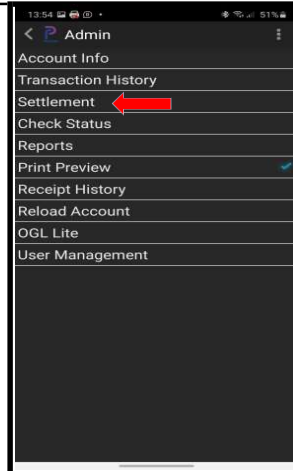 13:54 51%
Admin
Account Info
Transaction History
Settlement
Check Status
Reports
Print Preview
Receipt History
Reload Account
OGL Lite
User Management